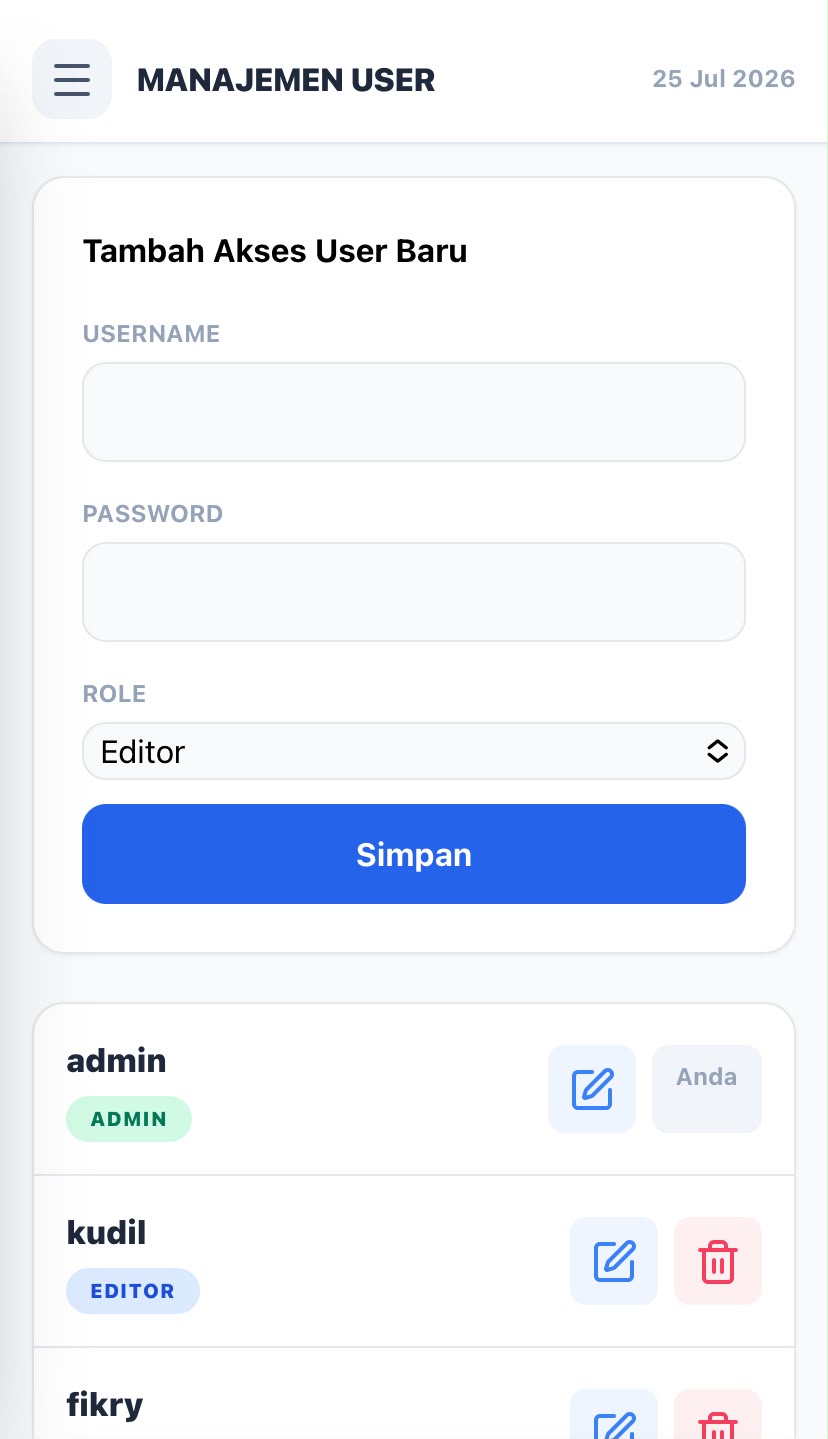 MANAJEMEN USER
25 Jul 2026
Tambah Akses User Baru
USERNAME
PASSWORD
ROLE
Editor
Simpan
admin
Anda
ADMIN
kudil
EDITOR
fikry